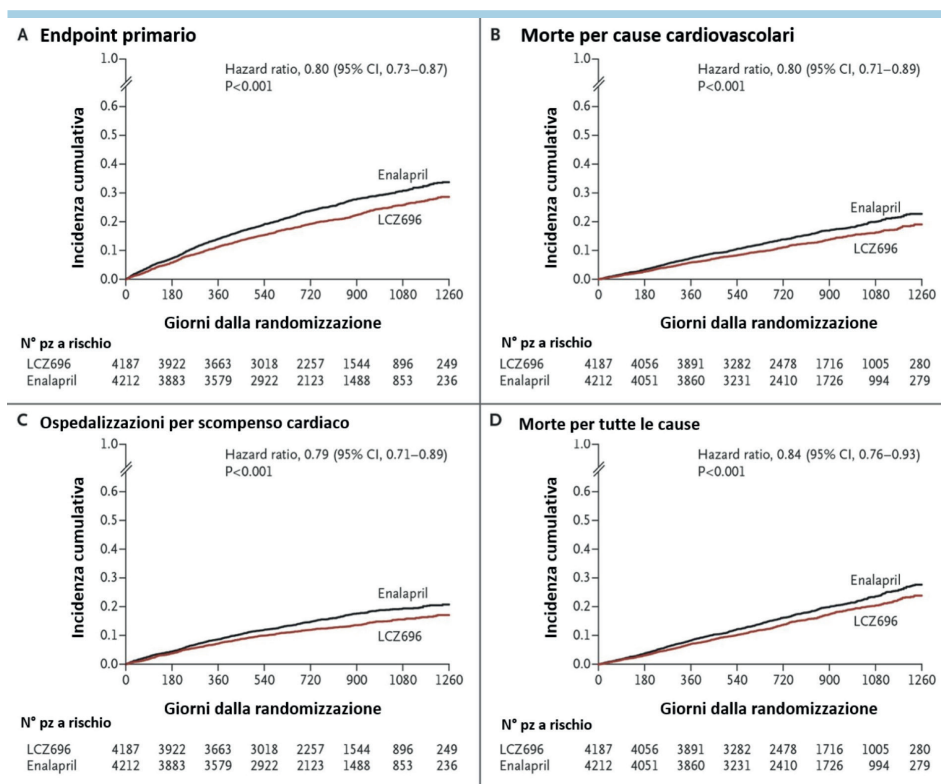 A Endpoint primario
Hazard ratio, 0.80 (95% CI, 0.73–0.87)
P<0.001
Incidenza cumulativa
1.0
0.6
0.5
0.4
0.3
0.2
0.1
0.0
Enalapril
LCZ696
0 180 360 540 720 900 1080 1260
Giorni dalla randomizzazione
N° pz a rischio
LCZ696 4187 3922 3663 3018 2257 1544 896 249
Enalapril 4212 3883 3579 2922 2123 1488 853 236
B Morte per cause cardiovascolari
Hazard ratio, 0.80 (95% CI, 0.71–0.89)
P<0.001
Incidenza cumulativa
1.0
0.6
0.5
0.4
0.3
0.2
0.1
0.0
Enalapril
LCZ696
0 180 360 540 720 900 1080 1260
Giorni dalla randomizzazione
N° pz a rischio
LCZ696 4187 4056 3891 3282 2478 1716 1005 280
Enalapril 4212 4051 3860 3231 2410 1726 994 279
C Ospedalizzazioni per scompenso cardiaco
Hazard ratio, 0.79 (95% CI, 0.71–0.89)
P<0.001
Incidenza cumulativa
1.0
0.6
0.5
0.4
0.3
0.2
0.1
0.0
Enalapril
LCZ696
0 180 360 540 720 900 1080 1260
Giorni dalla randomizzazione
N° pz a rischio
LCZ696 4187 3922 3663 3018 2257 1544 896 249
Enalapril 4212 3883 3579 2922 2123 1488 853 236
D Morte per tutte le cause
Hazard ratio, 0.84 (95% CI, 0.76–0.93)
P<0.001
Incidenza cumulativa
1.0
0.6
0.5
0.4
0.3
0.2
0.1
0.0
Enalapril
LCZ696
0 180 360 540 720 900 1080 1260
Giorni dalla randomizzazione
N° pz a rischio
LCZ696 4187 4056 3891 3282 2478 1716 1005 280
Enalapril 4212 4051 3860 3231 2410 1726 994 279